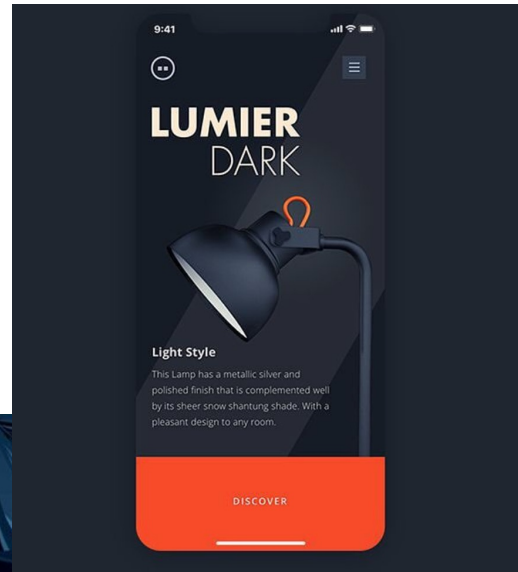 9:41
LUMIER
DARK
Light Style
This Lamp has a metallic silver and
polished finish that is complemented well
by its sheer snow shantung shade. With a
pleasant design to any room.
DISCOVER